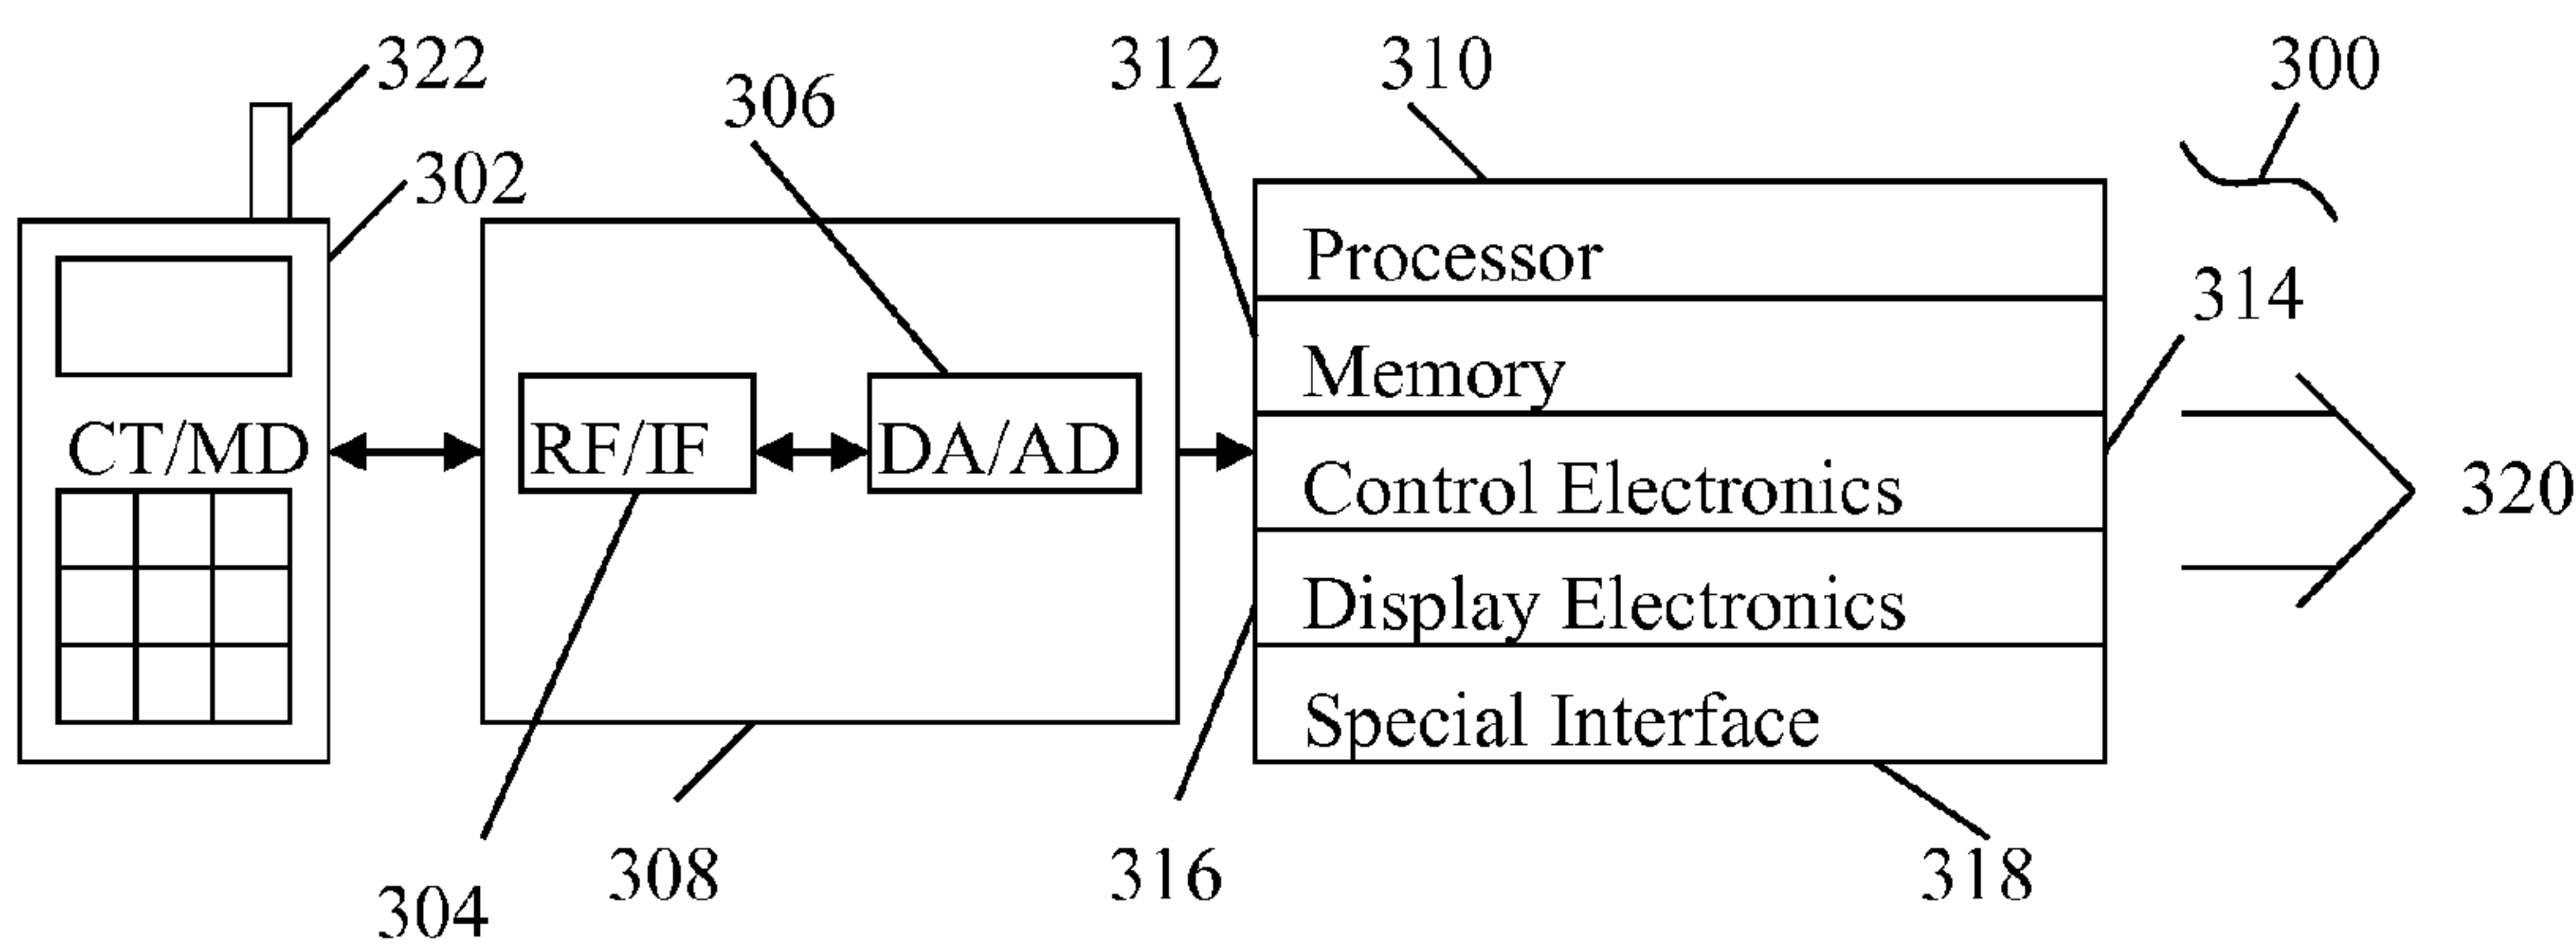 322
312
310
300
306
302
Processor
314
Memory
CT/MD
RF/IF
DA/AD
Control Electronics
320
Display Electronics
Special Interface
308
316
318
304